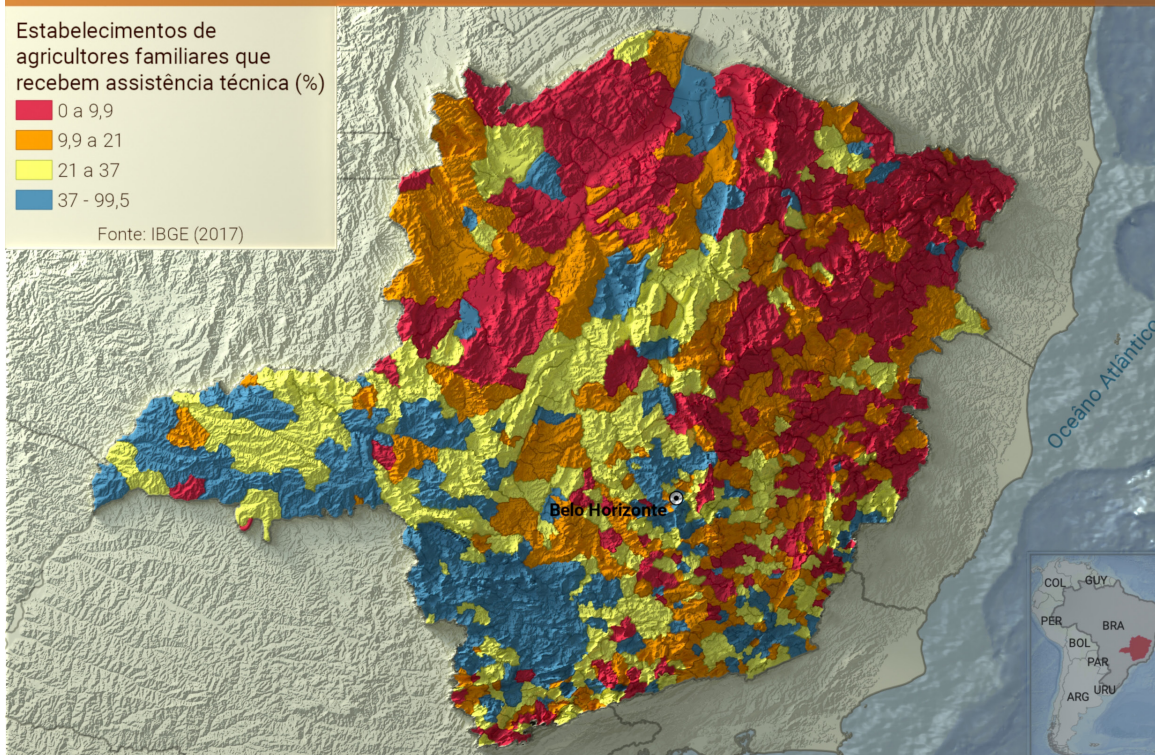 Estabelecimentos de
agricultores familiares que
recebem assistência técnica (%)
0 a 9,9
9,9 a 21
21 a 37
37 - 99,5
Fonte: IBGE (2017)
Oceâno Atlântico
Belo Horizonte
COL
GUY
PER
BRA
BOL
PAR
ARG
URU